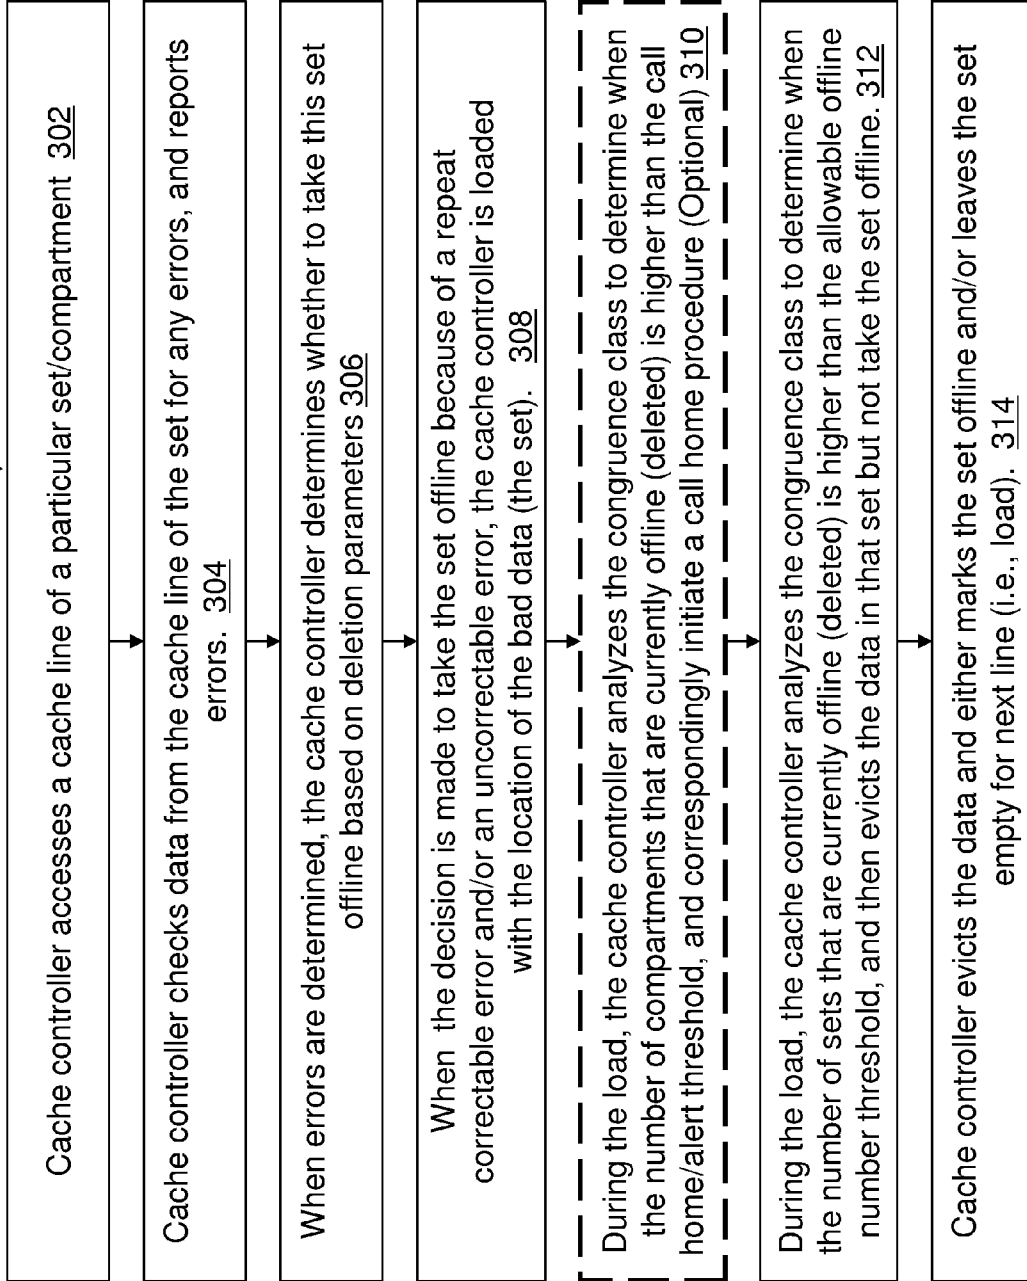 Cache controller accesses a cache line of a particular set/compartment 302
Cache controller checks data from the cache line of the set for any errors, and reports
errors. 304
When errors are determined, the cache controller determines whether to take this set
offline based on deletion parameters 306
When the decision is made to take the set offline because of a repeat
correctable error and/or an uncorrectable error, the cache controller is loaded
with the location of the bad data (the set). 308
During the load, the cache controller analyzes the congruence class to determine when
the number of compartments that are currently offline (deleted) is higher than the call
home/alert threshold, and correspondingly initiate a call home procedure (Optional) 310
During the load, the cache controller analyzes the congruence class to determine when
the number of sets that are currently offline (deleted) is higher than the allowable offline
number threshold, and then evicts the data in that set but not take the set offline. 312
Cache controller evicts the data and either marks the set offline and/or leaves the set
empty for next line (i.e., load). 314